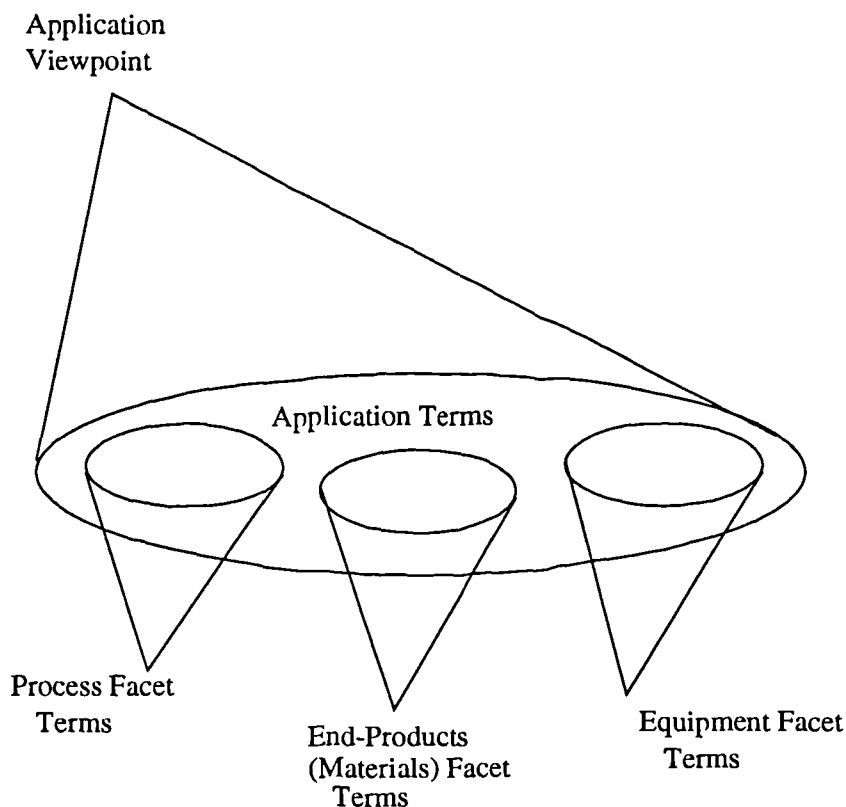 Application
Viewpoint
Application Terms
Process Facet
Terms
End-Products
(Materials) Facet
Terms
Equipment Facet
Terms